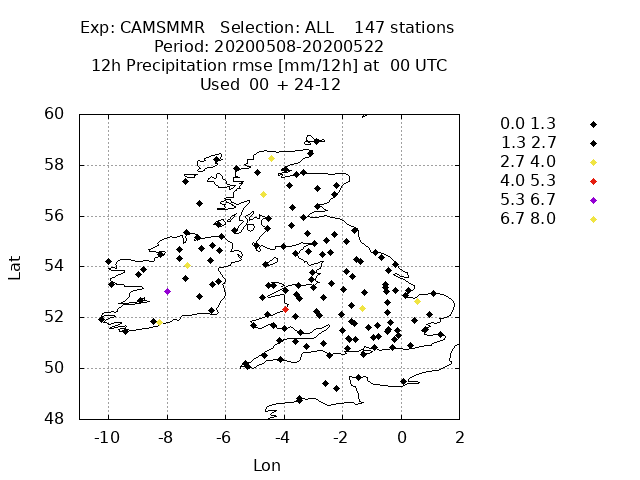 Exp: CAMSMMR Selection: ALL 147 stations
Period: 20200508-20200522
12h Precipitation rmse [mm/12h] at 00 UTC
Used 00 + 24-12
60
58
56
54
52
50
48
Lat
-10 -8 -6 -4 -2 0 2
Lon
0.0 1.3
1.3 2.7
2.7 4.0
4.0 5.3
5.3 6.7
6.7 8.0